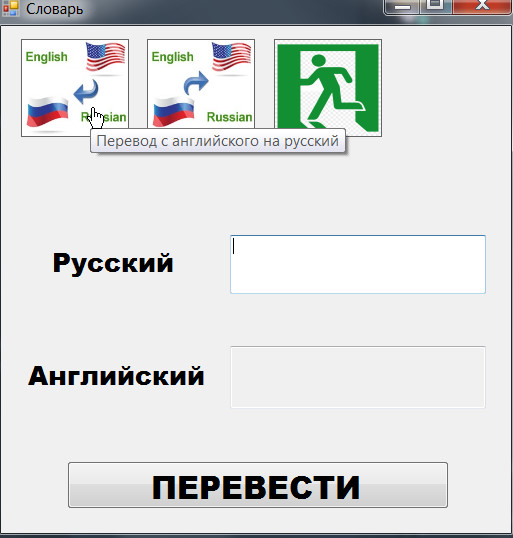 Словарь
English
Russian
English
Russian
Перевод с английского на русский
Русский
Английский
ПЕРЕВЕСТИ